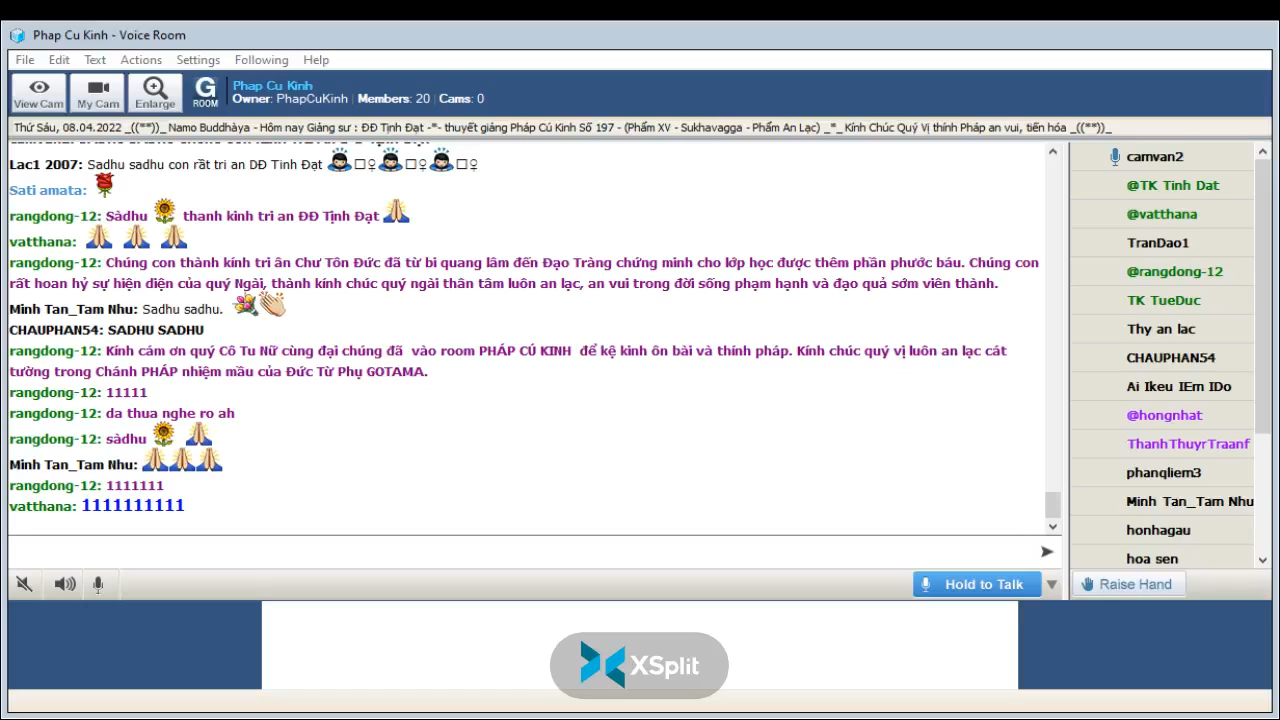 Phap Cu Kinh - Voice Room
File Edit Text Actions Settings Following Help
View Cam My Cam Enlarge G ROOM
Phap Cu Kinh
Owner: PhapCuKinh Members: 20 Cams: 0
Thứ Sáu, 08.04.2022 _((**))_ Namo Buddhàya - Hôm nay Giảng sư : ĐĐ Tịnh Đạt -*- thuyết giảng Pháp Cú Kinh Số 197 - (Phẩm XV - Sukhavagga - Phẩm An Lạc) _*_ Kính Chúc Quý Vị thính Pháp an vui, tiến hóa _((**))_
Lac1 2007: Sadhu sadhu con rãt tri an DĐ Tinh Đạt
Sati amata:
rangdong-12: Sàdhu thanh kinh tri an ĐĐ Tịnh Đạt
vatthana:
rangdong-12: Chúng con thành kính tri ân Chư Tôn Đức đã từ bi quang lâm đến Đạo Tràng chứng minh cho lớp học được thêm phần phước báu. Chúng con
rất hoan hỷ sự hiện diện của quý Ngài, thành kính chúc quý ngài thân tâm luôn an lạc, an vui trong đời sống phạm hạnh và đạo quả sớm viên thành.
Minh Tan_Tam Nhu: Sadhu sadhu.
CHAUPHAN54: SADHU SADHU
rangdong-12: Kính cám ơn quý Cô Tu Nữ cùng đại chúng đã vào room PHÁP CÚ KINH để kệ kinh ôn bài và thính pháp. Kính chúc quý vị luôn an lạc cát
tường trong Chánh PHÁP nhiệm mầu của Đức Từ Phụ GOTAMA.
rangdong-12: 11111
rangdong-12: da thua nghe ro ah
rangdong-12: sàdhu
Minh Tan_Tam Nhu:
rangdong-12: 1111111
vatthana: 1111111111
camvan2
@TK Tinh Dat
@vatthana
TranDao1
@rangdong-12
TK TueDuc
Thy an lac
CHAUPHAN54
Ai Ikeu IEm IDo
@hongnhat
ThanhThuyrTraanf
phanqliem3
Minh Tan_Tam Nhu
honhagau
hoa sen
Hold to Talk
Raise Hand
XSplit